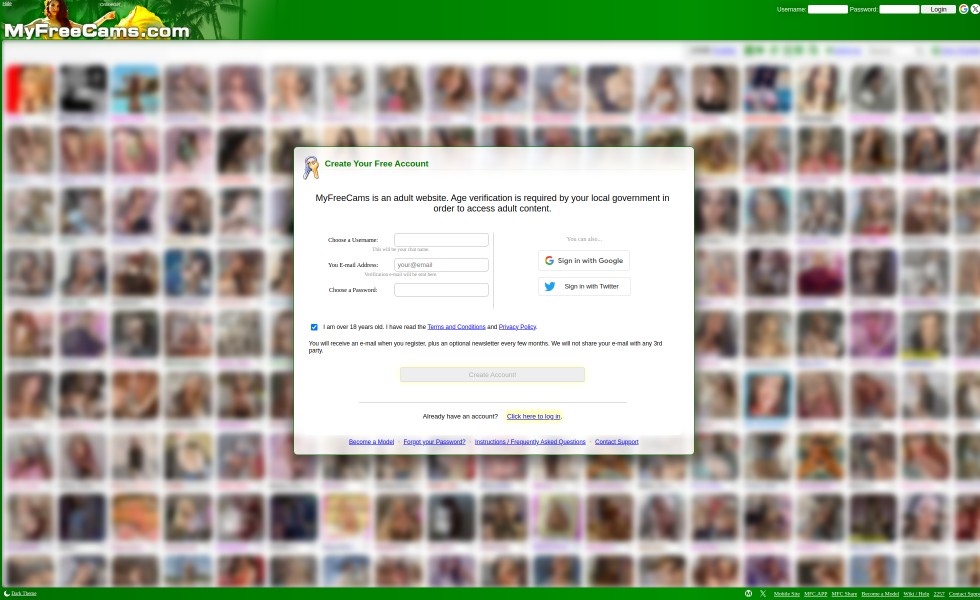 Username: Password: Login
MyFreeCams.com
Create Your Free Account
MyFreeCams is an adult website. Age verification is required by your local government in
order to access adult content.
Choose a Username:
This will be your chat name.
You E-mail Address: your@email
Verification e-mail will be sent here.
Choose a Password:
You can also...
Sign in with Google
Sign in with Twitter
I am over 18 years old. I have read the Terms and Conditions and Privacy Policy.
You will receive an e-mail when you register, plus an optional newsletter every few months. We will not share your e-mail with any 3rd
party.
Create Account!
Already have an account? Click here to log in.
Become a Model - Forgot your Password? - Instructions / Frequently Asked Questions - Contact Support
Dark Theme
Mobile Site MFC.APP MFC Share Become a Model Wiki / Help 2257 Contact